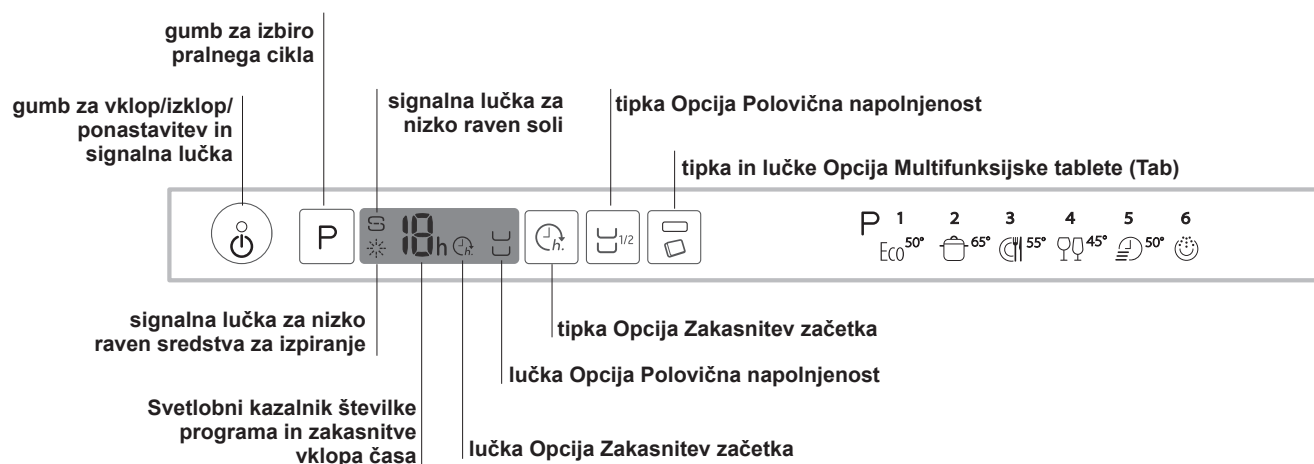 gumb za izbiro
pralnega cikla
gumb za vklop/izklop/
ponastavitev in
signalna lučka
signalna lučka za
nizko raven soli
tipka Opcija Polovična napolnjenost
tipka in lučke Opcija Multifunksijske tablete (Tab)
P
18h
h.
h.
1/2
P 1 2 3 4 5 6
Eco 50° 65° 55° 45° 50°
signalna lučka za nizko
raven sredstva za izpiranje
tipka Opcija Zakasnitev začetka
lučka Opcija Polovična napolnjenost
Svetlobni kazalnik številke
programa in zakasnitve
vklopa časa
lučka Opcija Zakasnitev začetka